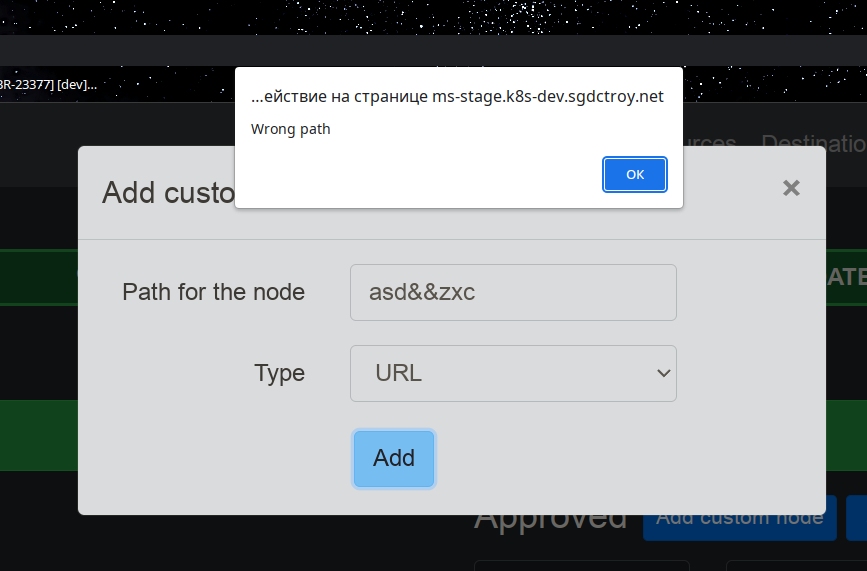 3R-23377] [dev]...
...ействие на странице ms-stage.k8s-dev.sgdctroy.net
Wrong path
OK
urces Destinatio
Add custo
×
Path for the node
asd&&zxc
ATE
Type
URL
Add
Approved
Add custom node